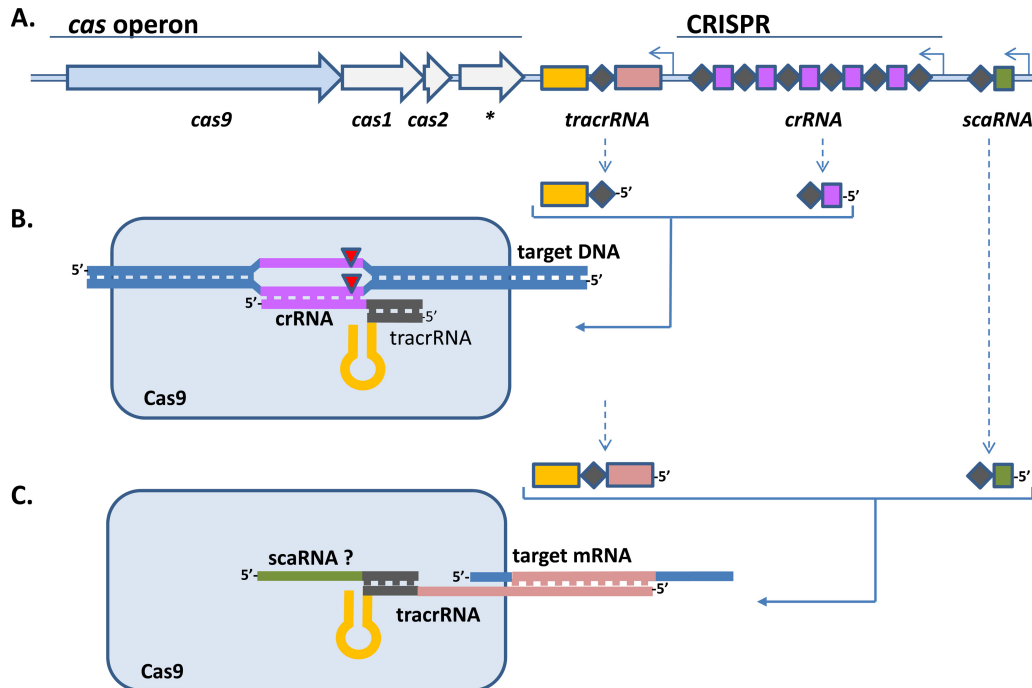 A.
cas operon
CRISPR
cas9
cas1
cas2
*
tracrRNA
crRNA
scaRNA
-5’
-5’
B.
target DNA
5’-
-5’
5’-
crRNA
-5’
tracrRNA
Cas9
-5’
-5’
C.
scaRNA ?
target mRNA
5’-
5’-
-5’
tracrRNA
Cas9